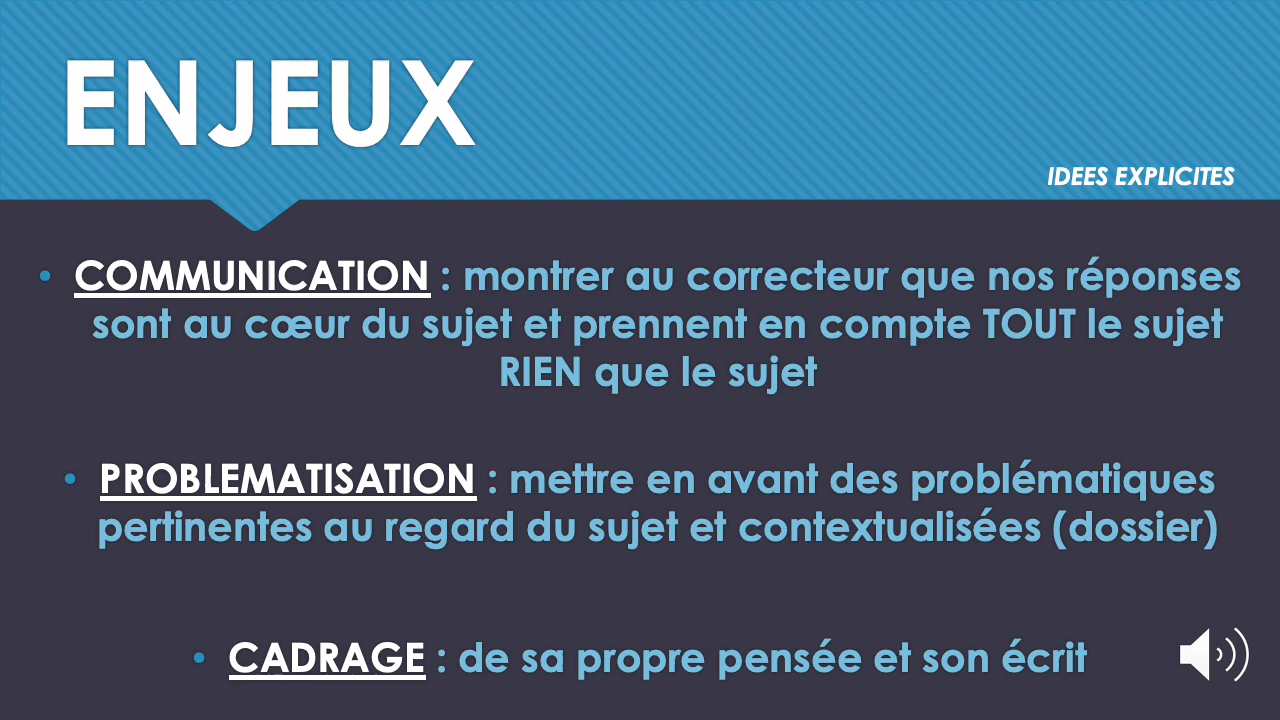 ENJEUX
IDEES EXPLICITES
• COMMUNICATION : montrer au correcteur que nos réponses
sont au cœur du sujet et prennent en compte TOUT le sujet
RIEN que le sujet
• PROBLEMATISATION : mettre en avant des problématiques
pertinentes au regard du sujet et contextualisées (dossier)
• CADRAGE : de sa propre pensée et son écrit